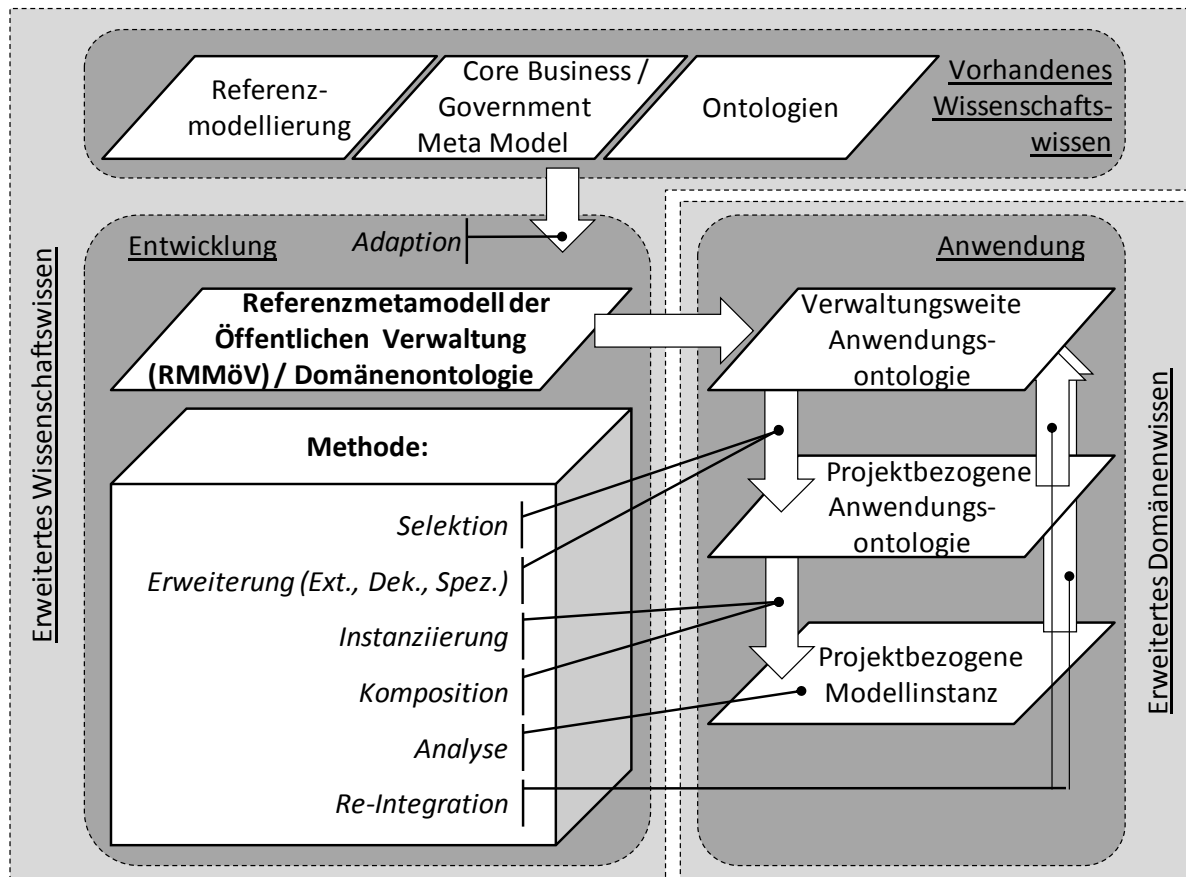 Referenz-
modellierung
Core Business /
Government
Meta Model
Ontologien
Vorhandenes
Wissenschafts-
wissen
Erweitertes Wissenschaftswissen
Entwicklung
Adaption
Referenzmetamodell der
Öffentlichen Verwaltung
(RMMöV) / Domänenontologie
Methode:
Selektion
Erweiterung (Ext., Dek., Spez.)
Instanziierung
Komposition
Analyse
Re-Integration
Anwendung
Verwaltungsweite
Anwendungs-
ontologie
Projektbezogene
Anwendungs-
ontologie
Projektbezogene
Modellinstanz
Erweitertes Domänenwissen